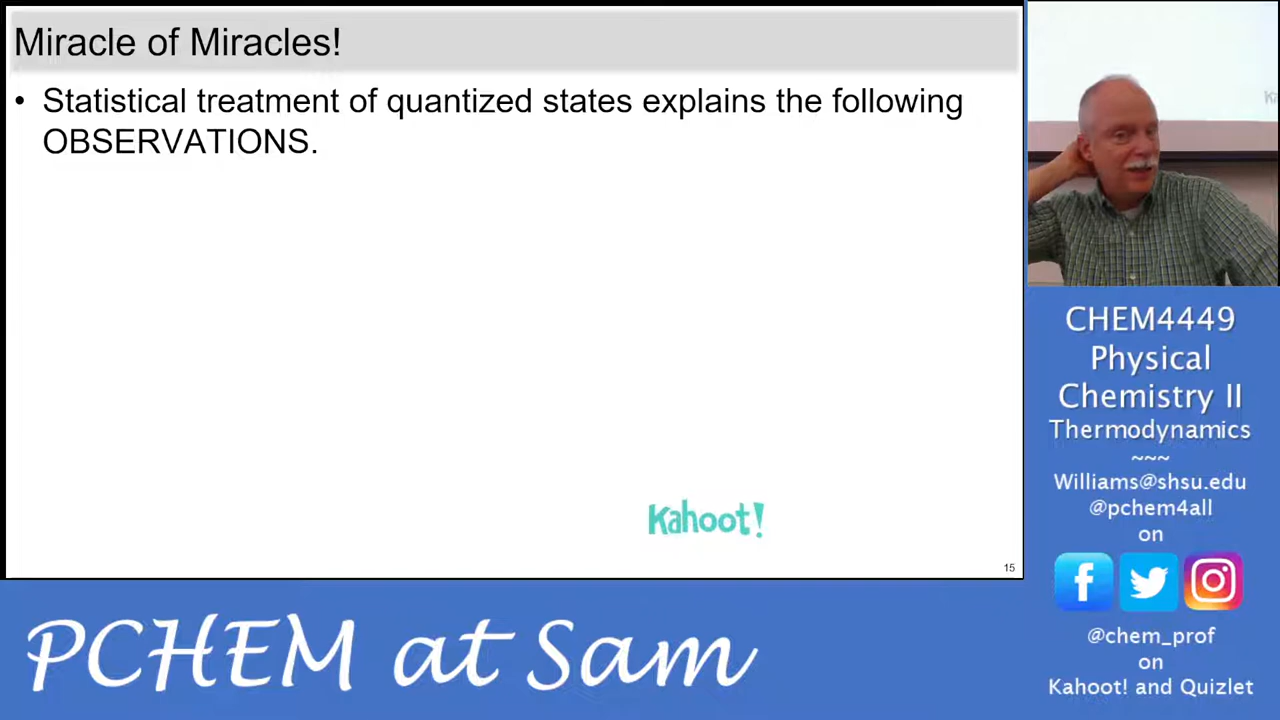 Miracle of Miracles!
• Statistical treatment of quantized states explains the following
OBSERVATIONS.
Kahoot!
15
CHEM4449
Physical
Chemistry II
Thermodynamics
~~~
Williams@shsu.edu
@pchem4all
on
@chem_prof
on
Kahoot! and Quizlet
PCHEM at Sam